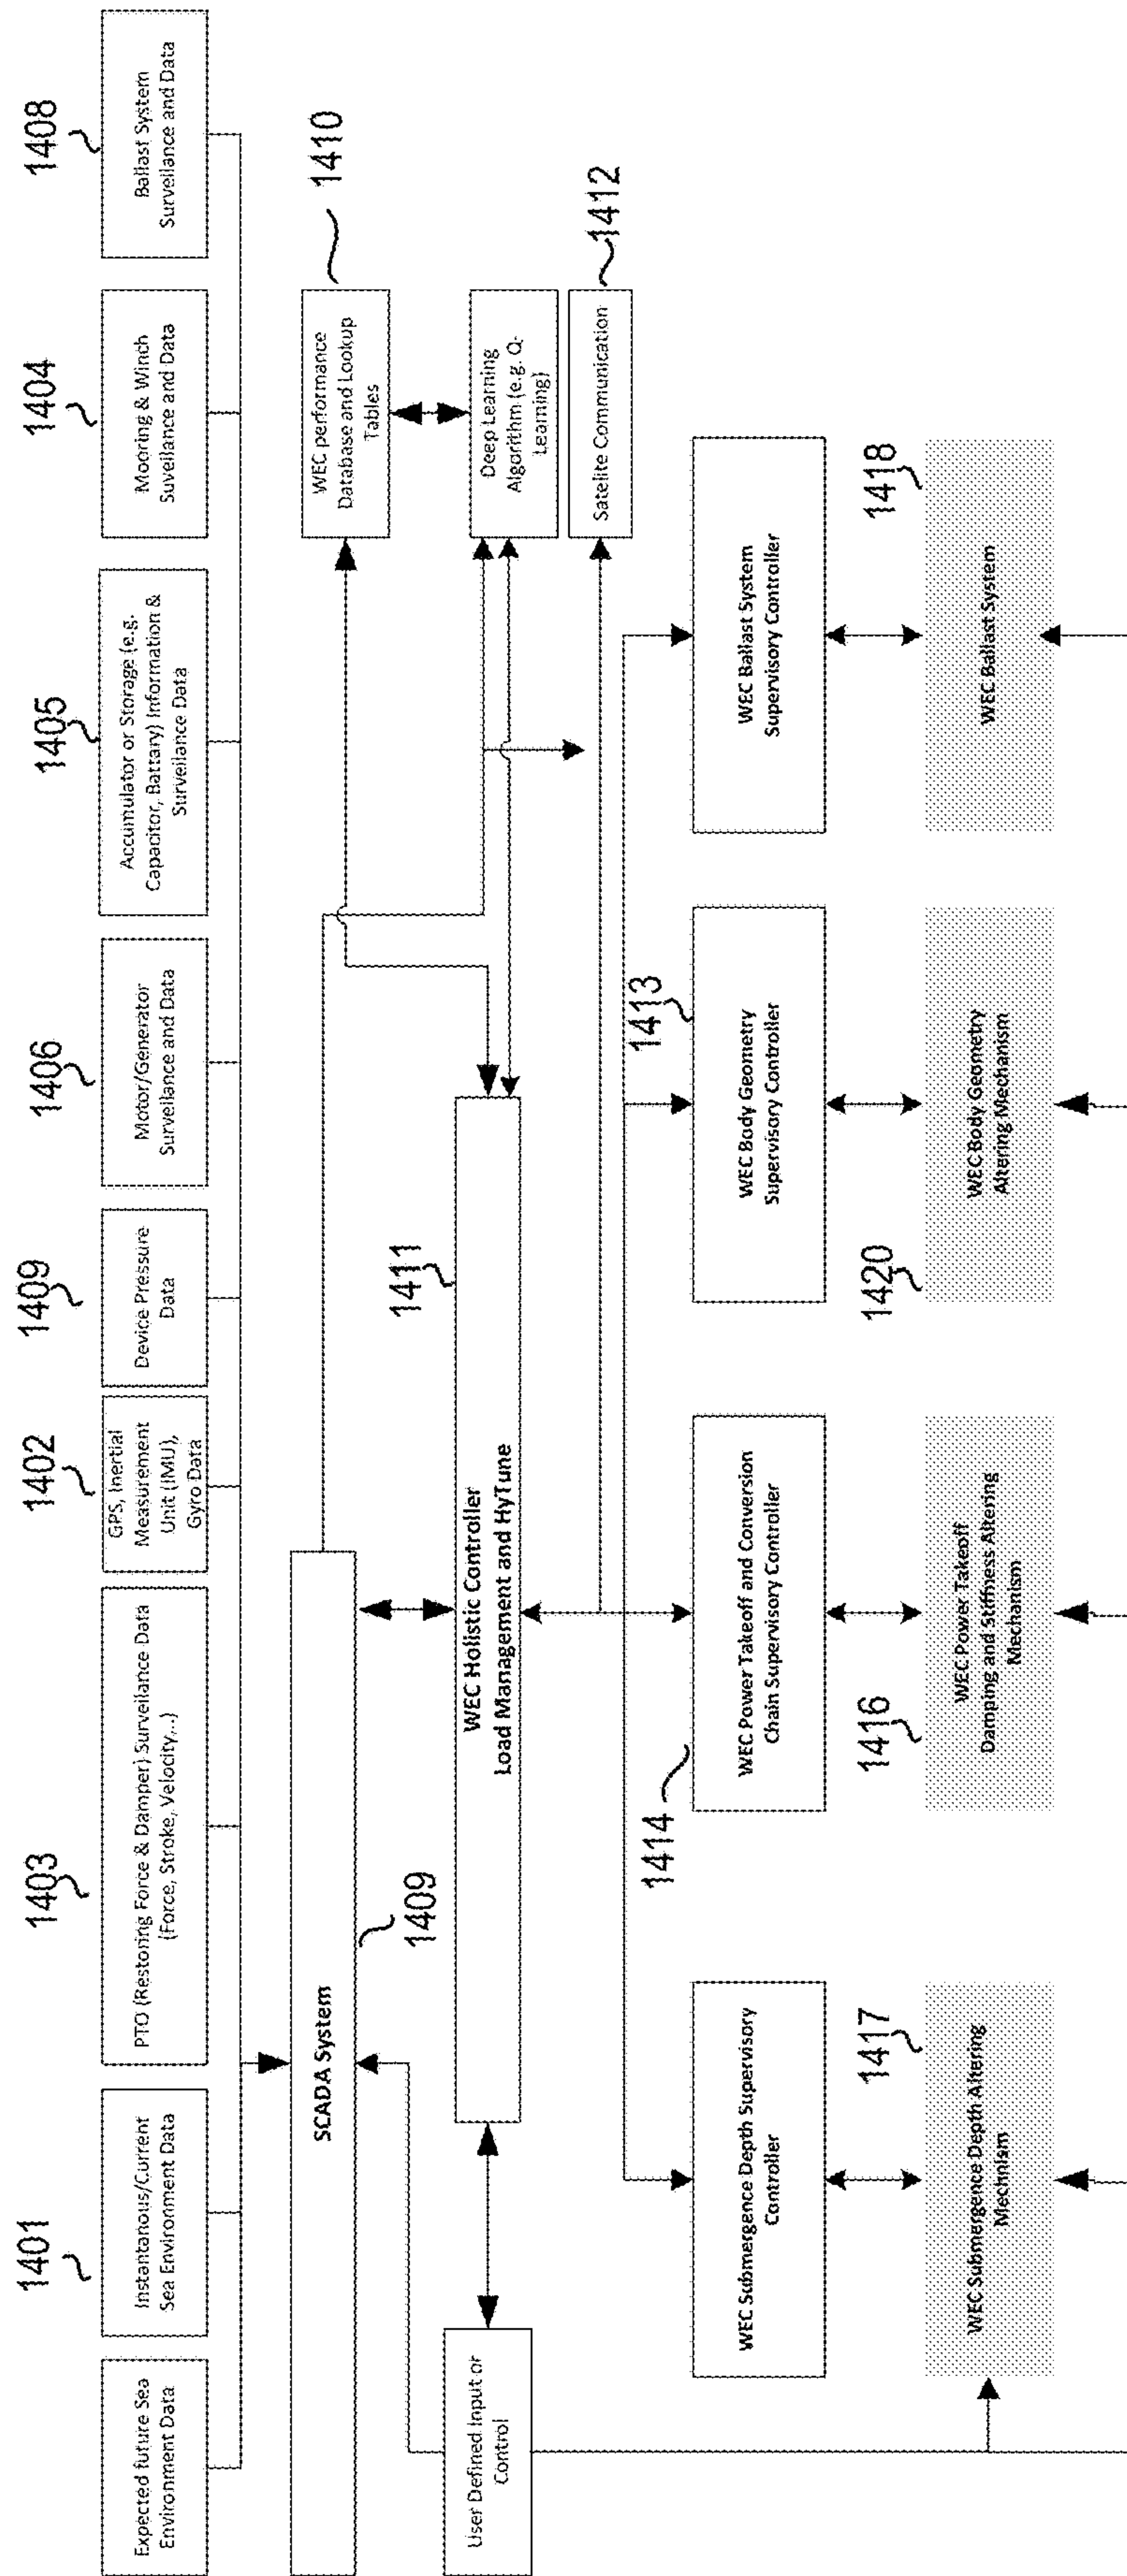 1401
1403
1402
1409
1406
1405
1404
1408
Expected future Sea
Environment Data
Instantanous/Current
Sea Environment Data
PTO (Restoring Force & Damper) Surveilance Data
(Force, Stroke, Velocity,..)
GPS, Inertial
Measurement
Unit (IMU),
Gyro Data
Device Pressure
Data
Motor/Generator
Surveilance and Data
Accumulator or Storage (e.g.
Capacitor, Battary) Information &
Surveilance Data
Mooring & Winch
Suveilance and Data
Ballast System
Surveilance and Data
SCADA System
1409
WEC performance
Database and Lookup
Tables
1410
User Defined Input or
Control
1411
WEC Holistic Controller
Load Management and HyTune
Deep Learning
Algorithm (e.g. Q-
Learning)
Satelite Communication
1412
1414
1413
WEC Submergence Depth Supervisory
Controller
WEC Power Takeoff and Conversion
Chain Supervisory Controller
WEC Body Geometry
Supervisory Controller
WEC Ballast System
Supervisory Controller
1417
1416
1420
1418
WEC Submergence Depth Altering
Mechnism
WEC Power Takeoff
Damping and Stiffness Altering
Mechanism
WEC Body Geometry
Altering Mechanism
WEC Ballast System